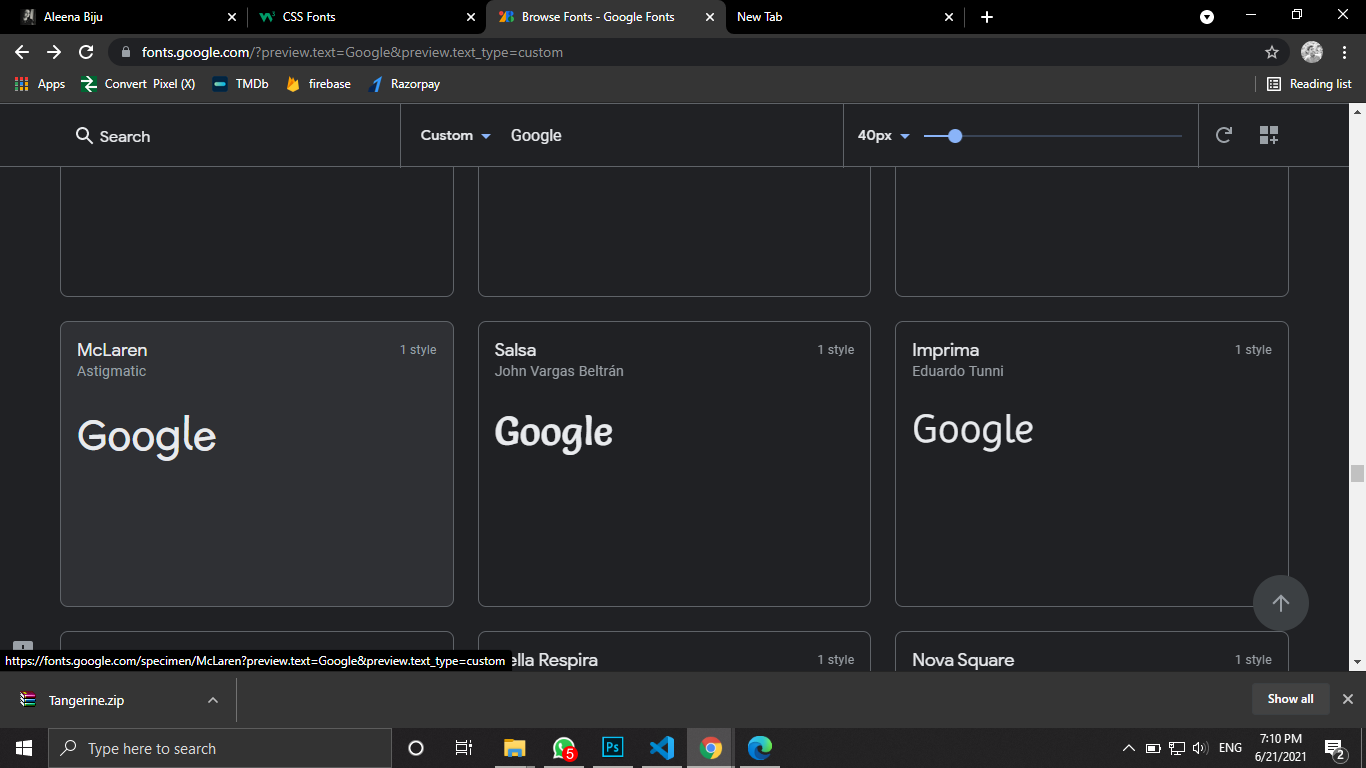 Aleena Biju
CSS Fonts
Browse Fonts - Google Fonts
New Tab
fonts.google.com/?preview.text=Google&preview.text_type=custom
Apps
Convert Pixel (X)
TMDb
firebase
Razorpay
Reading list
Search
Custom
Google
40px
McLaren
1 style
Astigmatic
Google
Salsa
1 style
John Vargas Beltrán
Google
Imprima
1 style
Eduardo Tunni
Google
ella Respira
1 style
Nova Square
1 style
https://fonts.google.com/specimen/McLaren?preview.text=Google&preview.text_type=custom
Tangerine.zip
Show all
Type here to search
5
Ps
ENG
7:10 PM
6/21/2021
2